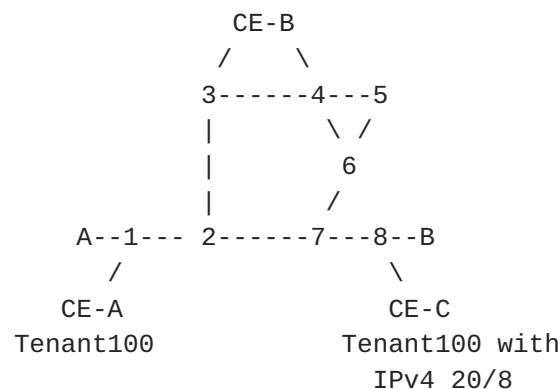 CE-B
/ \
3------4---5
| \ /
| 6
| /
A--1--- 2------7---8--B
/ \
CE-A CE-C
Tenant100 Tenant100 with
IPv4 20/8